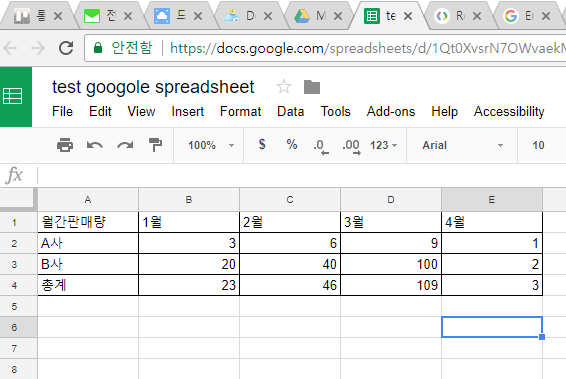 통 전 드 D M te R G En
안전함 https://docs.google.com/spreadsheets/d/1Qt0XvsrN7OWvaek
test googole spreadsheet
File Edit View Insert Format Data Tools Add-ons Help Accessibility
100% $ % .0 .00 123 Arial 10
fx
A B C D E
1 월간판매량 1월 2월 3월 4월
2 A사 3 6 9 1
3 B사 20 40 100 2
4 총계 23 46 109 3
5
6
7
8